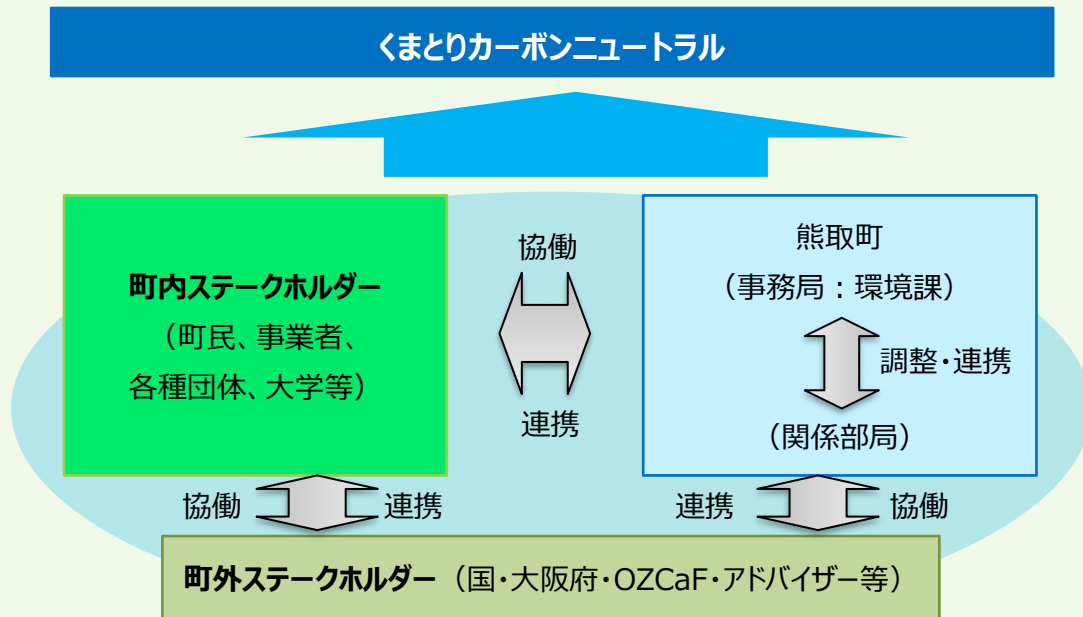 くまとりカーボンニュートラル
町内ステークホルダー
（町民、事業者、
各種団体、大学等）
協働
連携
熊取町
（事務局：環境課）
調整・連携
（関係部局）
協働
連携
連携
協働
町外ステークホルダー（国・大阪府・OZCaF・アドバイザー等）